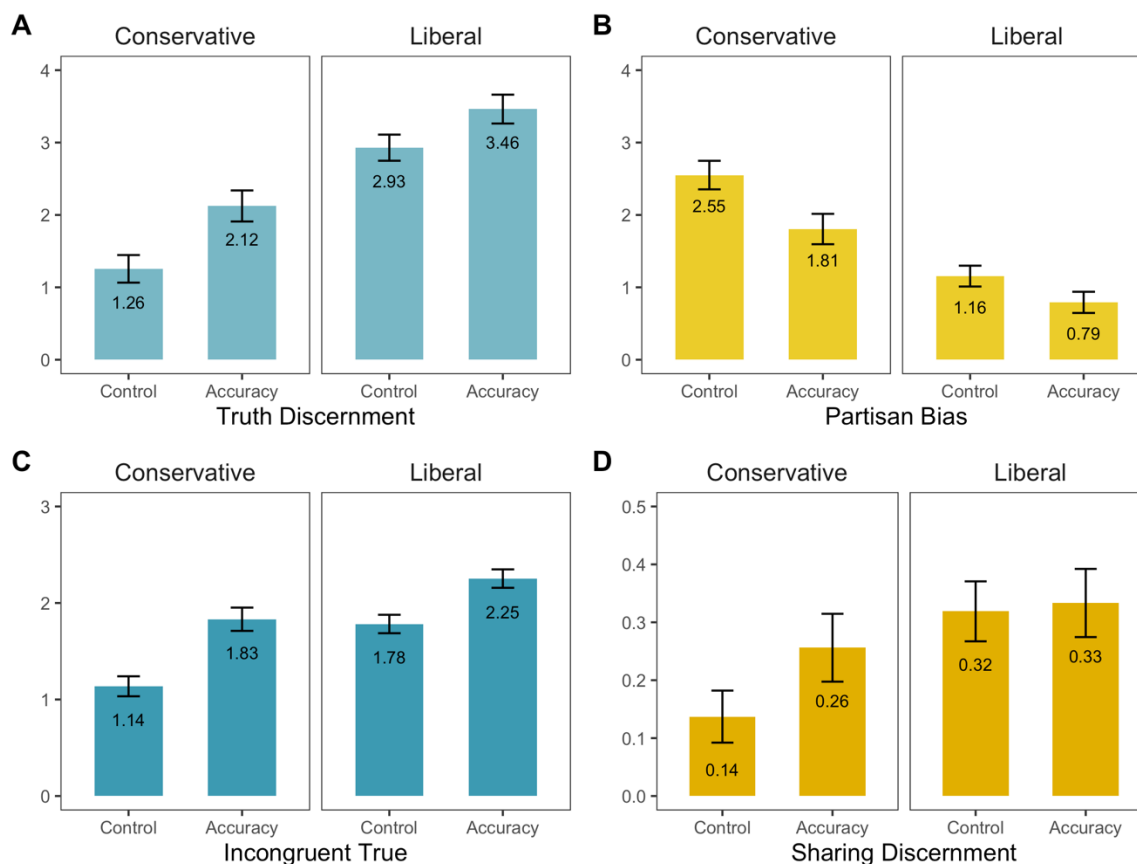 A
Conservative
Liberal
4
3
2
1
0
1.26
2.12
2.93
3.46
Control
Accuracy
Control
Accuracy
Truth Discernment
B
Conservative
Liberal
4
3
2
1
0
2.55
1.81
1.16
0.79
Control
Accuracy
Control
Accuracy
Partisan Bias
C
Conservative
Liberal
3
2
1
0
1.14
1.83
1.78
2.25
Control
Accuracy
Control
Accuracy
Incongruent True
D
Conservative
Liberal
0.5
0.4
0.3
0.2
0.1
0.0
0.14
0.26
0.32
0.33
Control
Accuracy
Control
Accuracy
Sharing Discernment